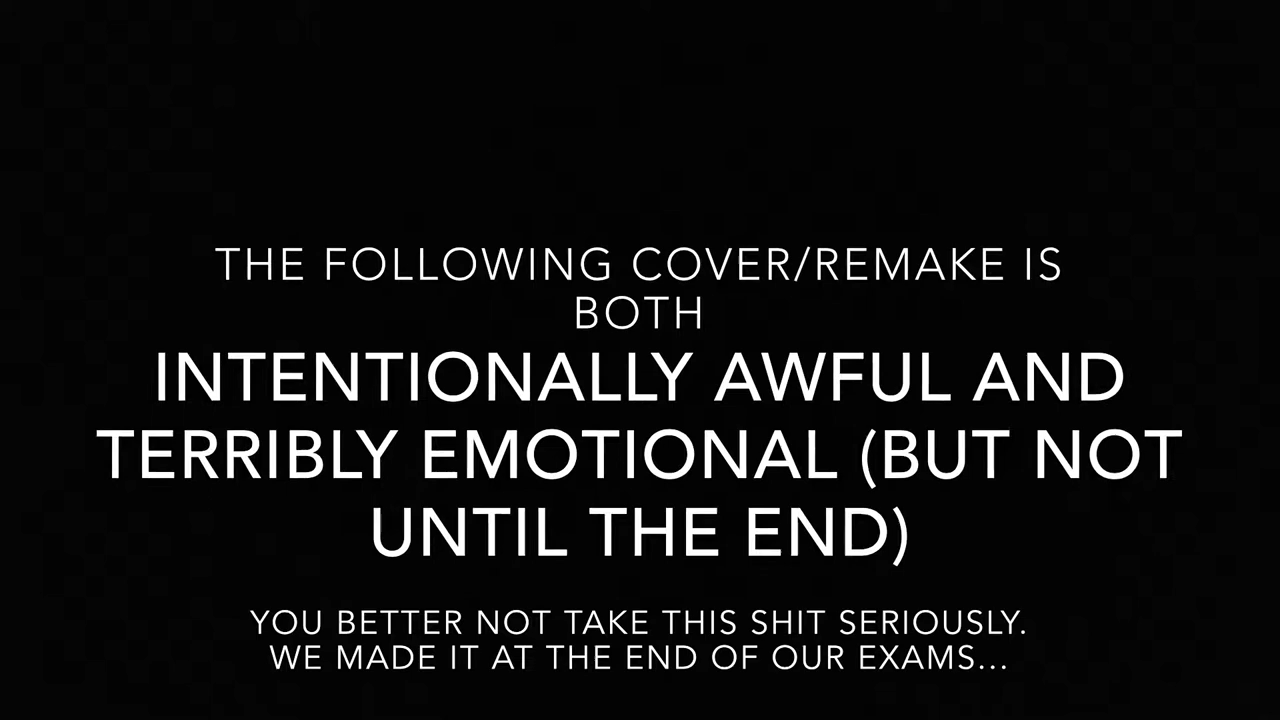 THE FOLLOWING COVER/REMAKE IS
BOTH
INTENTIONALLY AWFUL AND
TERRIBLY EMOTIONAL (BUT NOT
UNTIL THE END)
YOU BETTER NOT TAKE THIS SHIT SERIOUSLY.
WE MADE IT AT THE END OF OUR EXAMS...